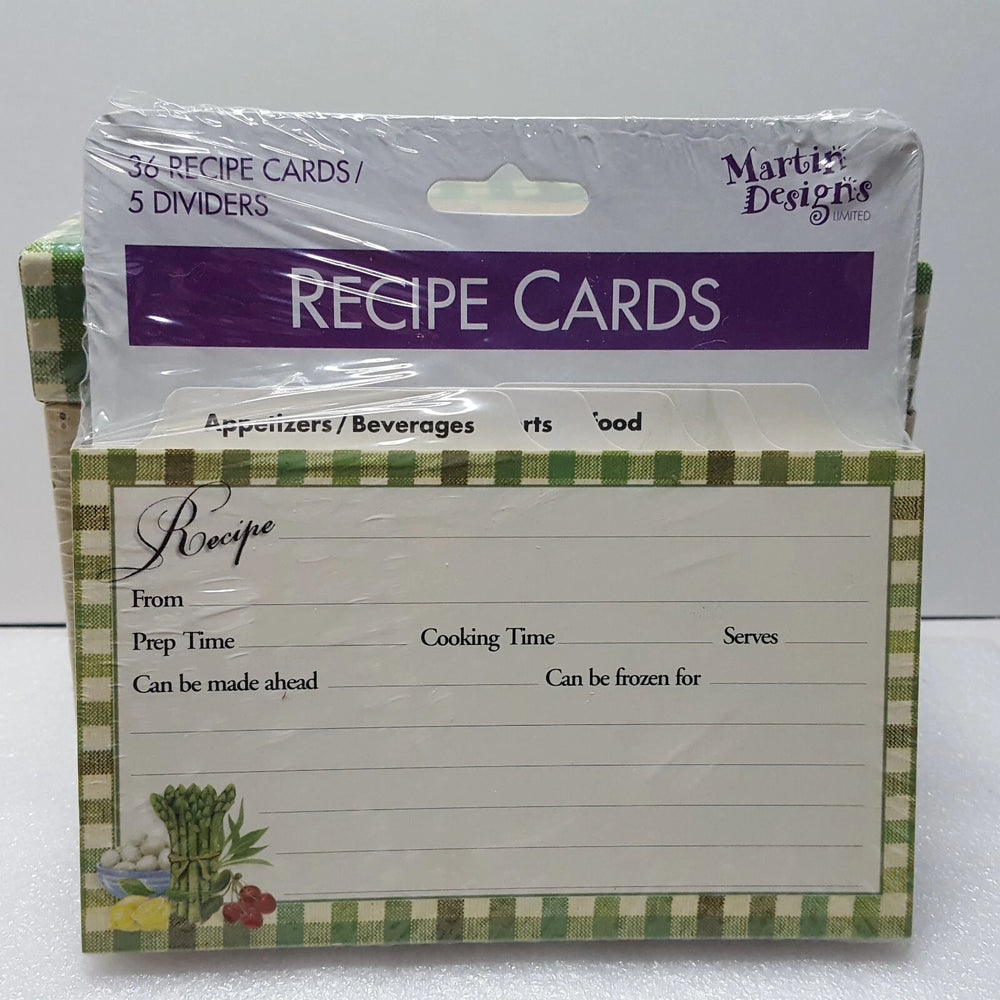 36 RECIPE CARDS/
5 DIVIDERS
Martin
Designs
LIMITED
RECIPE CARDS
Appetizers/Beverages rts food
Recipe
From
Prep Time Cooking Time Serves
Can be made ahead Can be frozen for